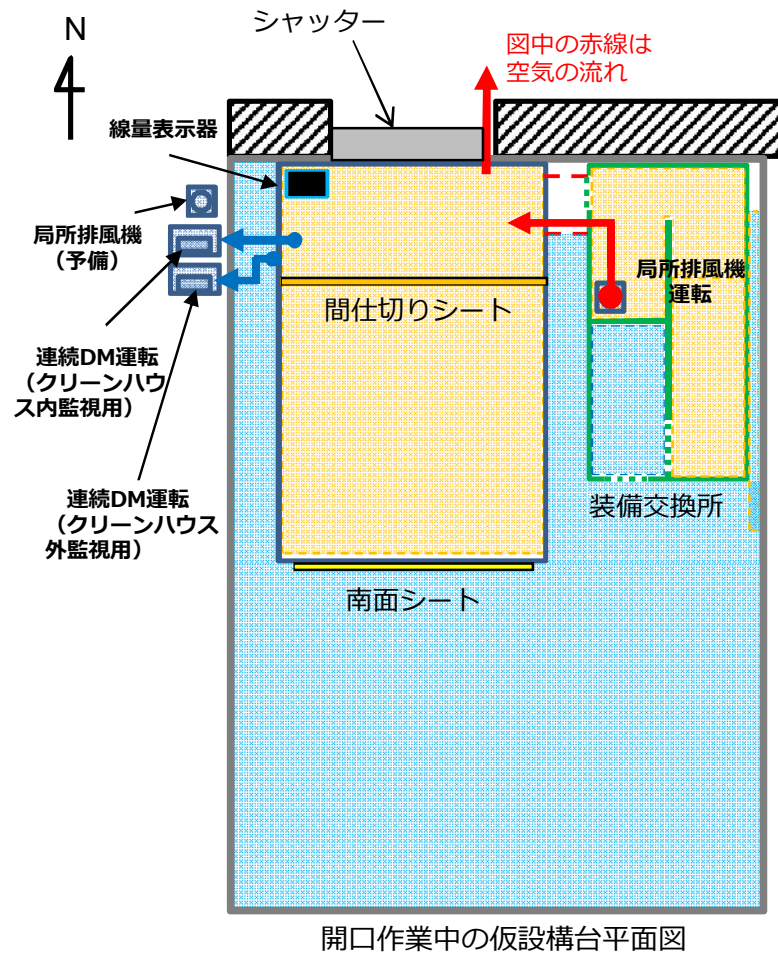 N
シャッター
図中の赤線は
空気の流れ
線量表示器
局所排風機
（予備）
局所排風機
運転
間仕切りシート
連続DM運転
（クリーンハウ
ス内監視用）
連続DM運転
（クリーンハウス
外監視用）
装備交換所
南面シート
開口作業中の仮設構台平面図